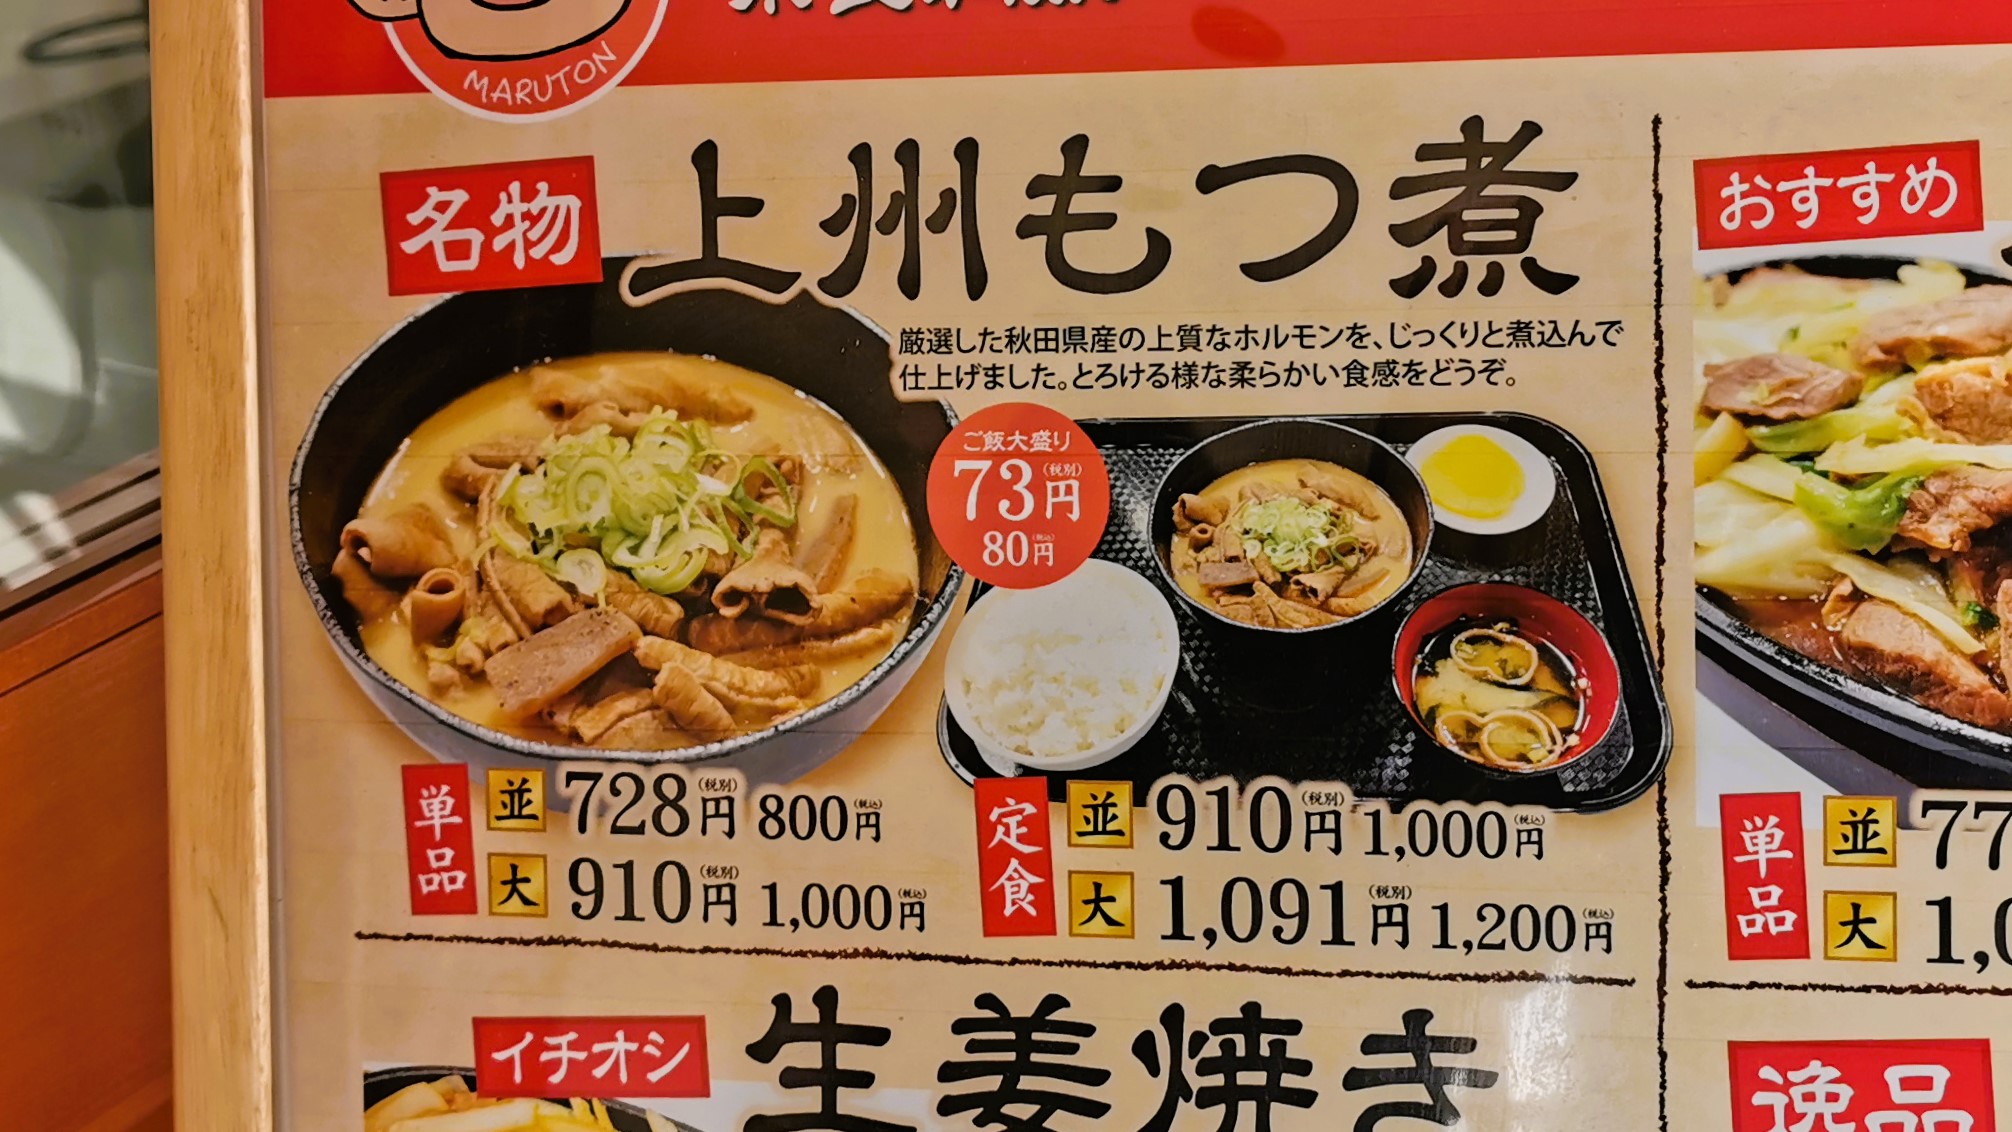 MARUTON
名物
上州もつ煮
厳選した秋田県産の上質なホルモンを、じっくりと煮込んで
仕上げました。とろける様な柔らかい食感をどうぞ。
ご飯大盛り
73円(税別)
80円(税込)
単品
並 728円(税別) 800円(税込)
大 910円(税別) 1,000円(税込)
定食
並 910円(税別) 1,000円(税込)
大 1,091円(税別) 1,200円(税込)
おすすめ
単品
並 77
大 1,0
イチオシ
生姜焼き
逸品